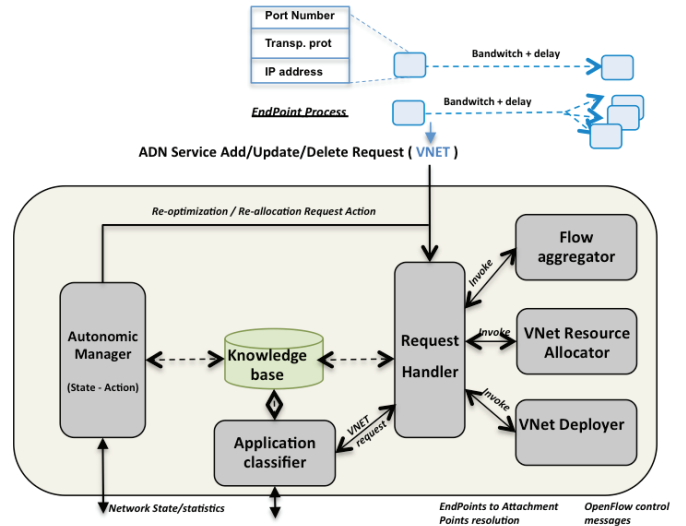 Port Number
Transp. prot
IP address
Bandwitch + delay
EndPoint Process
Bandwitch + delay
ADN Service Add/Update/Delete Request ( VNET )
Re-optimization / Re-allocation Request Action
Flow
aggregator
Invoke
Autonomic
Manager
(State - Action)
Knowledge
base
Request
Handler
Invoke
VNet Resource
Allocator
Invoke
VNet Deployer
VNET
request
Application
classifier
Network State/statistics
EndPoints to Attachment
Points resolution
OpenFlow control
messages